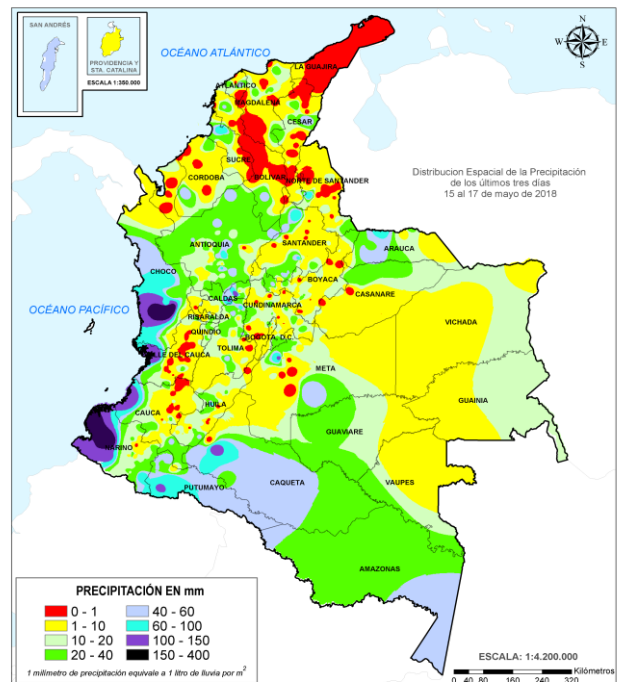 SAN ANDRÉS
PROVIDENCIA Y
STA. CATALINA
ESCALA 1:350.000
OCÉANO ATLÁNTICO
N
W
E
S
LA GUAJIRA
ATLANTICO
MAGDALENA
CESAR
SUCRE
BOLIVAR
NORTE DE SANTANDER
CORDOBA
Distribucion Espacial de la Precipitación
de los últimos tres días
15 al 17 de mayo de 2018
ANTIOQUIA
SANTANDER
ARAUCA
CHOCO
BOYACA
CASANARE
OCÉANO PACÍFICO
CALDAS
CUNDINAMARCA
RISARALDA
VICHADA
QUINDIO
BOGOTA, D.C.
TOLIMA
VALLE DEL CAUCA
META
GUAINIA
HUILA
CAUCA
GUAVIARE
NARIÑO
PUTUMAYO
CAQUETA
VAUPES
AMAZONAS
PRECIPITACIÓN EN mm
0 - 1
40 - 60
1 - 10
60 - 100
10 - 20
100 - 150
20 - 40
150 - 400
1 milimetro de precipitación equivale a 1 litro de lluvia por m2
ESCALA: 1:4.200.000
Kilómetros
0 40 80 160 240 320